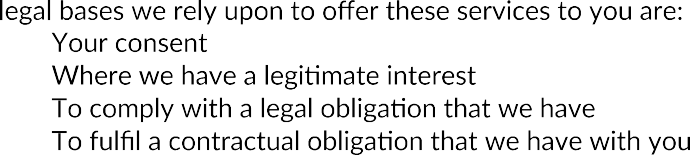 legal bases we rely upon to offer these services to you are:
Your consent
Where we have a legitimate interest
To comply with a legal obligation that we have
To fulfil a contractual obligation that we have with you